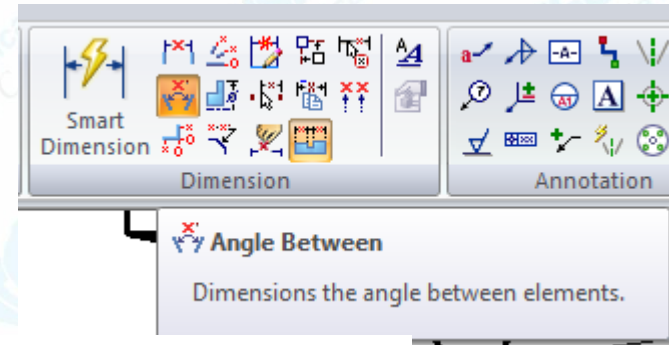 Smart
Dimension
Dimension
Annotation
Angle Between
Dimensions the angle between elements.